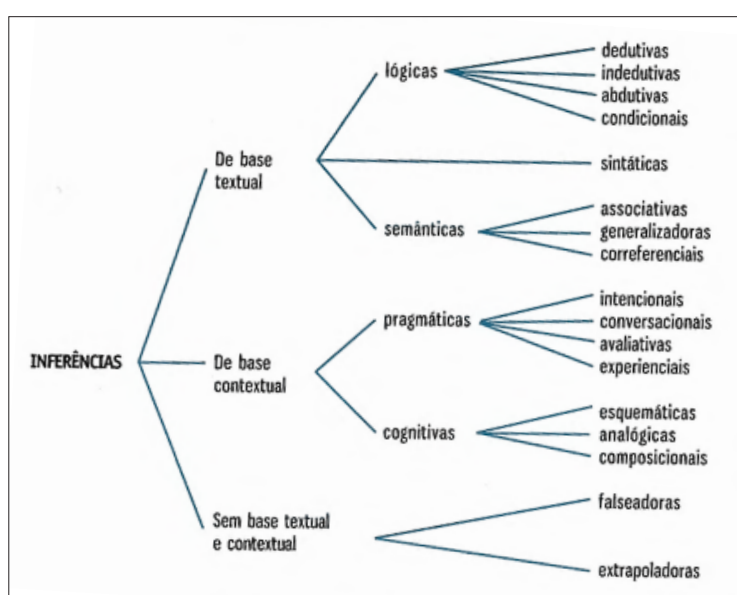 INFERÊNCIAS
De base
textual
lógicas
dedutivas
indedutivas
abdutivas
condicionais
sintáticas
semánticas
associativas
generalizadoras
correferenciais
De base
contextual
pragmáticas
intencionais
conversacionais
avaliativas
experienciais
cognitivas
esquemáticas
analógicas
composicionais
Sem base textual
e contextual
falseadoras
extrapoladoras